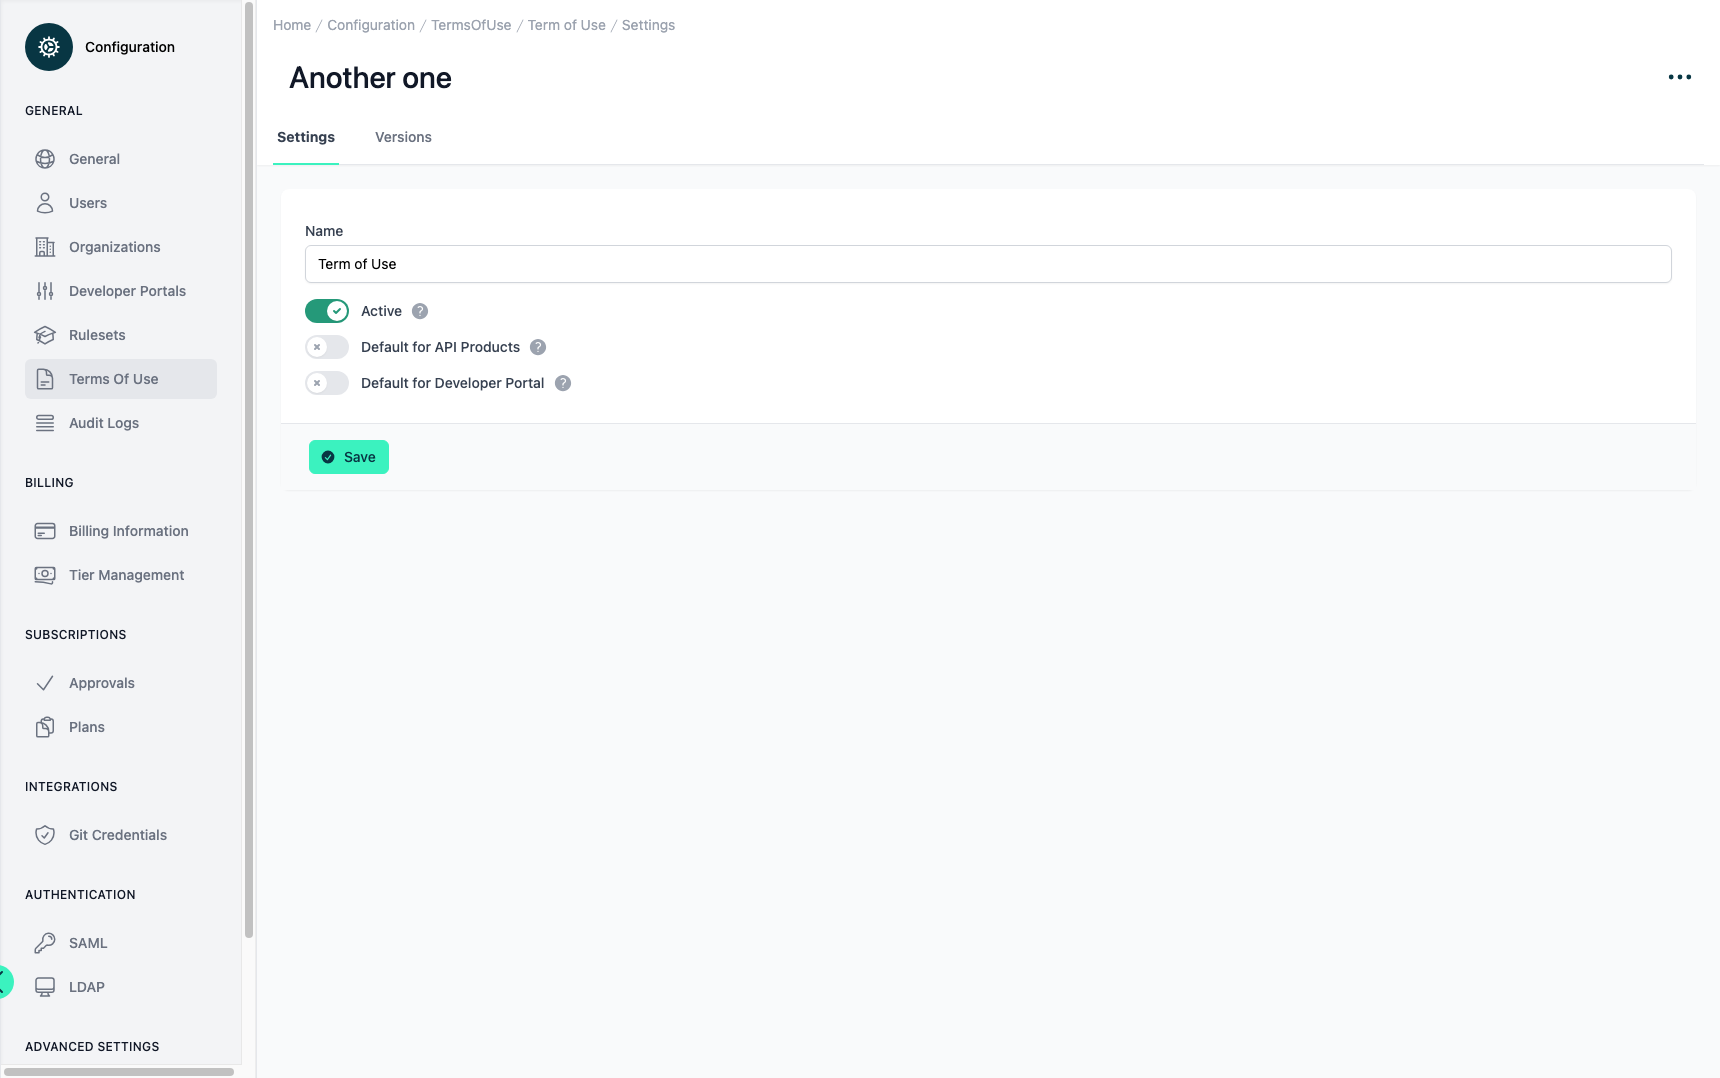 Configuration
GENERAL
General
Users
Organizations
Developer Portals
Rulesets
Terms Of Use
Audit Logs
BILLING
Billing Information
Tier Management
SUBSCRIPTIONS
Approvals
Plans
INTEGRATIONS
Git Credentials
AUTHENTICATION
SAML
LDAP
ADVANCED SETTINGS
Home / Configuration / TermsOfUse / Term of Use / Settings
Another one
Settings Versions
Name
Term of Use
Active ?
Default for API Products ?
Default for Developer Portal ?
Save